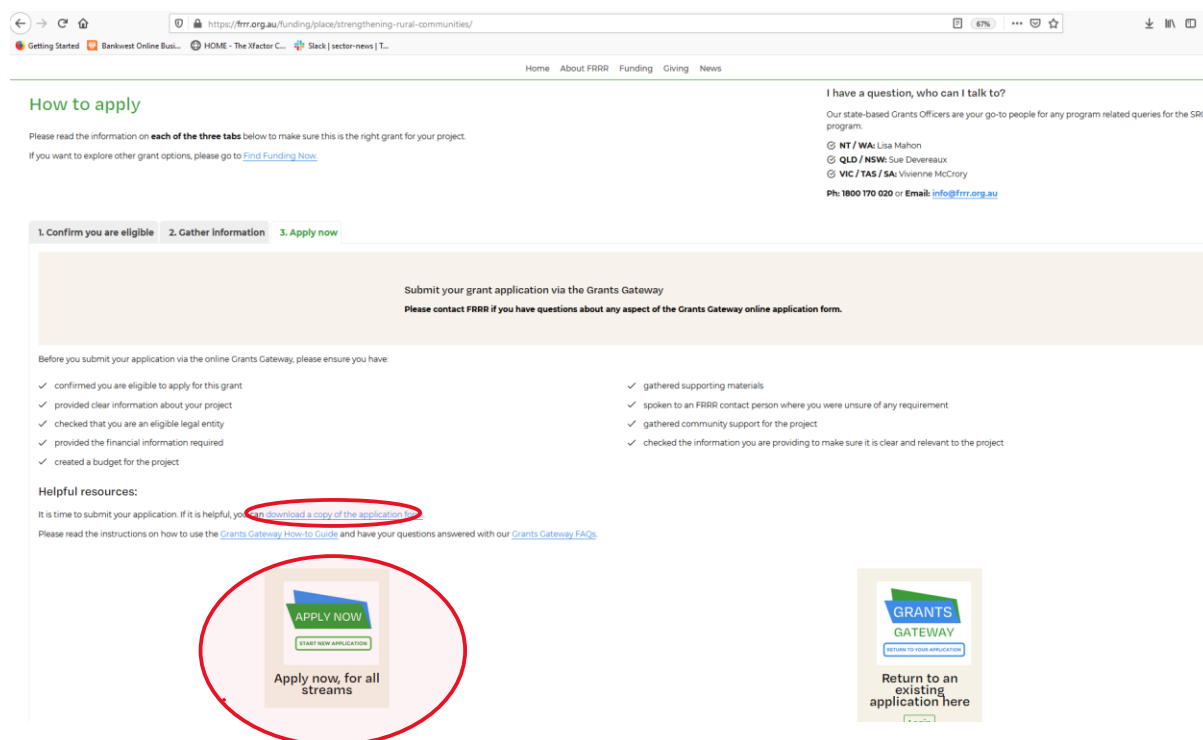 https://frrr.org.au/funding/place/strengthening-rural-communities/
67%
Getting Started
Bankwest Online Busi...
HOME - The Xfactor C...
Slack | sector-news | T...
Home About FRRR Funding Giving News
How to apply
Please read the information on each of the three tabs below to make sure this is the right grant for your project.
If you want to explore other grant options, please go to Find Funding Now.
I have a question, who can I talk to?
Our state-based Grants Officers are your go-to people for any program related queries for the SRC
program.
NT / WA: Lisa Mahon
QLD / NSW: Sue Devereaux
VIC / TAS / SA: Vivienne McCrory
Ph: 1800 170 020 or Email: info@frrr.org.au
1. Confirm you are eligible 2. Gather information 3. Apply now
Submit your grant application via the Grants Gateway
Please contact FRRR if you have questions about any aspect of the Grants Gateway online application form.
Before you submit your application via the online Grants Gateway, please ensure you have:
confirmed you are eligible to apply for this grant
provided clear information about your project
checked that you are an eligible legal entity
provided the financial information required
created a budget for the project
gathered supporting materials
spoken to an FRRR contact person where you were unsure of any requirement
gathered community support for the project
checked the information you are providing to make sure it is clear and relevant to the project
Helpful resources:
It is time to submit your application. If it is helpful, you can download a copy of the application form.
Please read the instructions on how to use the Grants Gateway How-to Guide and have your questions answered with our Grants Gateway FAQs.
APPLY NOW
START NEW APPLICATION
Apply now, for all
streams
GRANTS
GATEWAY
RETURN TO YOUR APPLICATION
Return to an
existing
application here